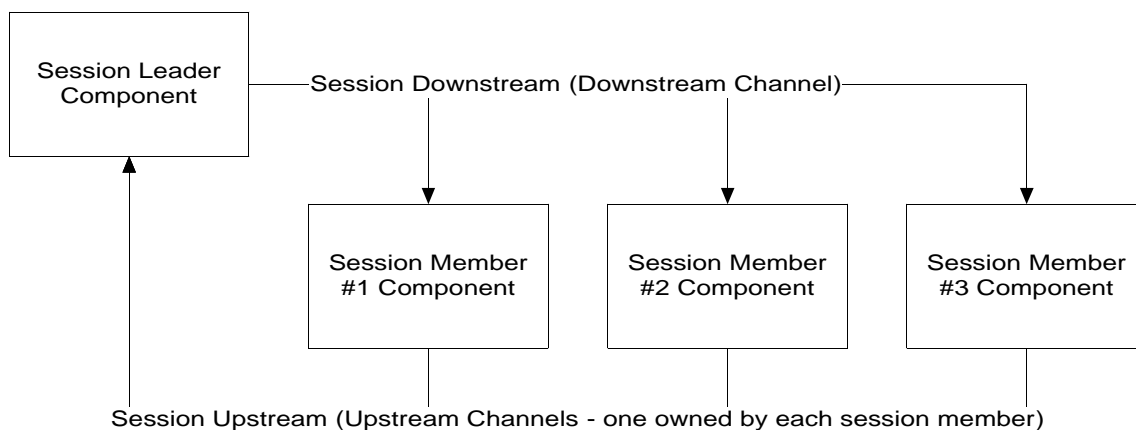 Session Leader
Component
Session Downstream (Downstream Channel)
Session Member
#1 Component
Session Member
#2 Component
Session Member
#3 Component
Session Upstream (Upstream Channels - one owned by each session member)